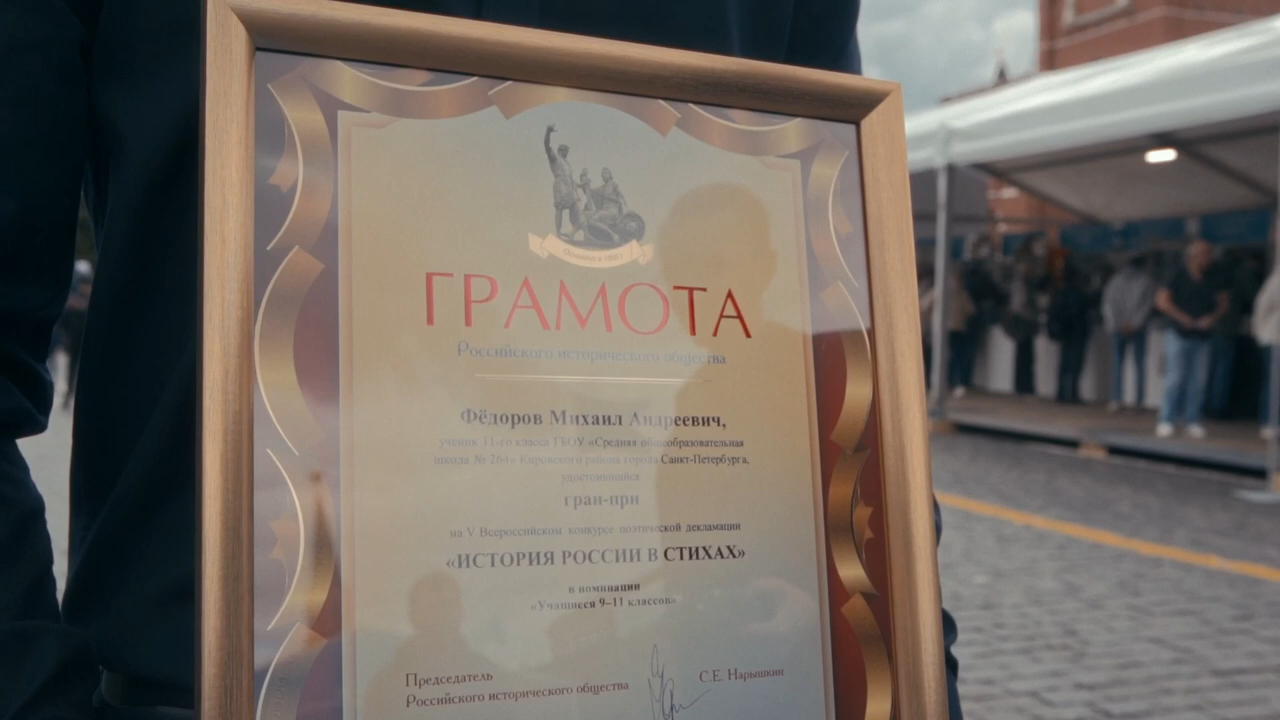 Основано в 1866 г.
ГРАМОТА
Российского исторического общества
Фёдоров Михаил Андреевич,
ученик 11-го класса ГБОУ «Средняя общеобразовательная
школа № 264» Кировского района города Санкт-Петербурга,
удостоившийся
гран-при
на V Всероссийском конкурсе поэтической декламации
«ИСТОРИЯ РОССИИ В СТИХАХ»
в номинации
«Учащиеся 9–11 классов»
Председатель
Российского исторического общества
С.Е. Нарышкин